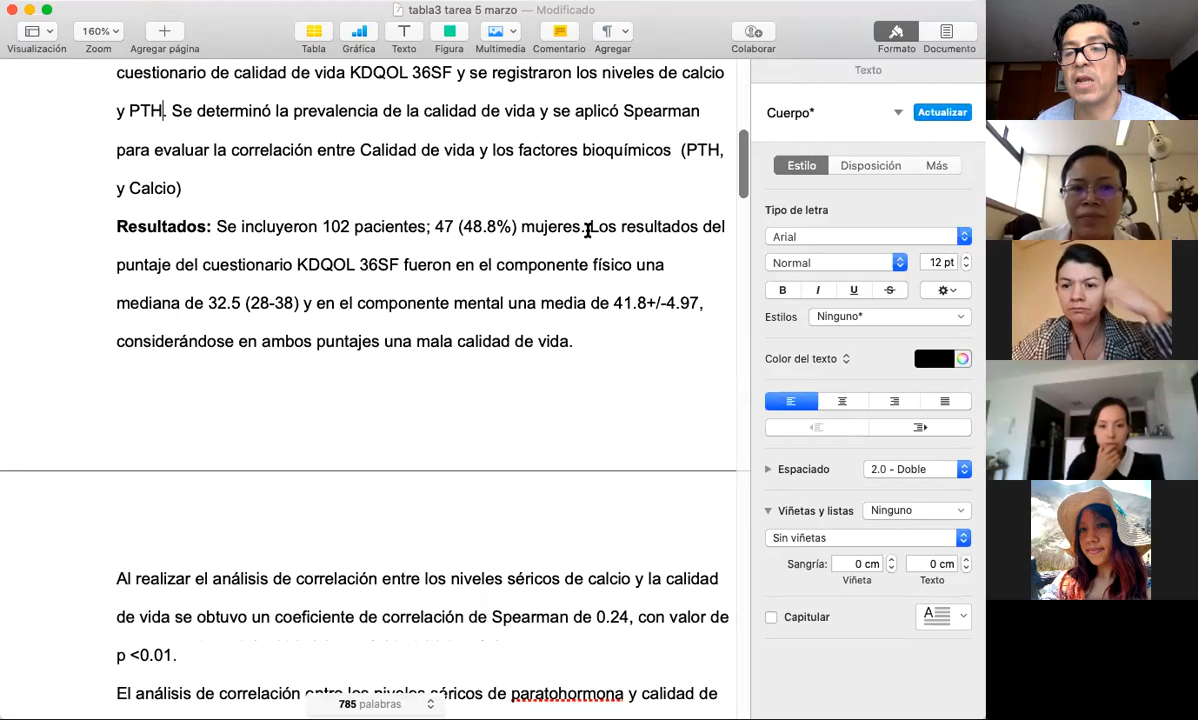 tabla3 tarea 5 marzo — Modificado
160%
Visualización Zoom Agregar página Tabla Gráfica Texto Figura Multimedia Comentario Agregar Colaborar Formato Documento
cuestionario de calidad de vida KDQOL 36SF y se registraron los niveles de calcio
y PTH. Se determinó la prevalencia de la calidad de vida y se aplicó Spearman
para evaluar la correlación entre Calidad de vida y los factores bioquímicos (PTH,
y Calcio)
Resultados: Se incluyeron 102 pacientes; 47 (48.8%) mujeres. Los resultados del
puntaje del cuestionario KDQOL 36SF fueron en el componente físico una
mediana de 32.5 (28-38) y en el componente mental una media de 41.8+/-4.97,
considerándose en ambos puntajes una mala calidad de vida.
Al realizar el análisis de correlación entre los niveles séricos de calcio y la calidad
de vida se obtuvo un coeficiente de correlación de Spearman de 0.24, con valor de
p <0.01.
El análisis de correlación entre los niveles séricos de paratohormona y calidad de
785 palabras
Texto
Cuerpo* Actualizar
Estilo Disposición Más
Tipo de letra
Arial
Normal 12 pt
B I U S
Estilos Ninguno*
Color del texto
Espaciado 2.0 - Doble
Viñetas y listas Ninguno
Sin viñetas
Sangría: 0 cm 0 cm
Viñeta Texto
Capitular A